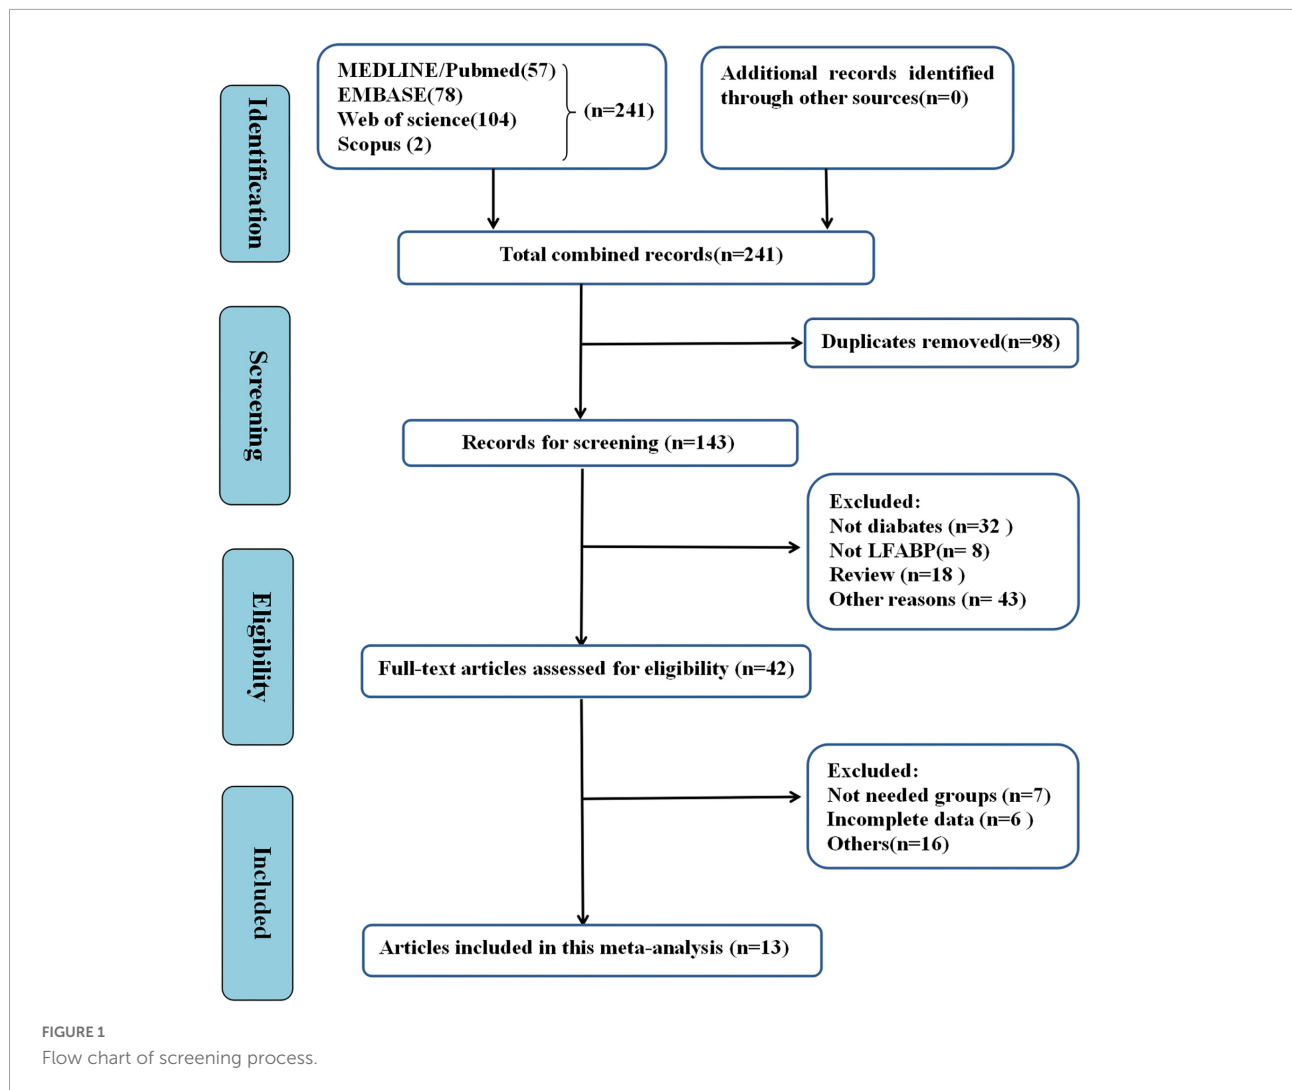 Identification
MEDLINE/Pubmed(57)
EMBASE(78)
Web of science(104)
Scopus (2)
(n=241)
Additional records identified
through other sources(n=0)
Total combined records(n=241)
Screening
Duplicates removed(n=98)
Records for screening (n=143)
Excluded:
Not diabates (n=32 )
Not LFABP(n= 8)
Review (n=18 )
Other reasons (n= 43)
Eligibility
Full-text articles assessed for eligibility (n=42)
Excluded:
Not needed groups (n=7)
Incomplete data (n=6 )
Others(n=16)
Included
Articles included in this meta-analysis (n=13)
FIGURE 1
Flow chart of screening process.